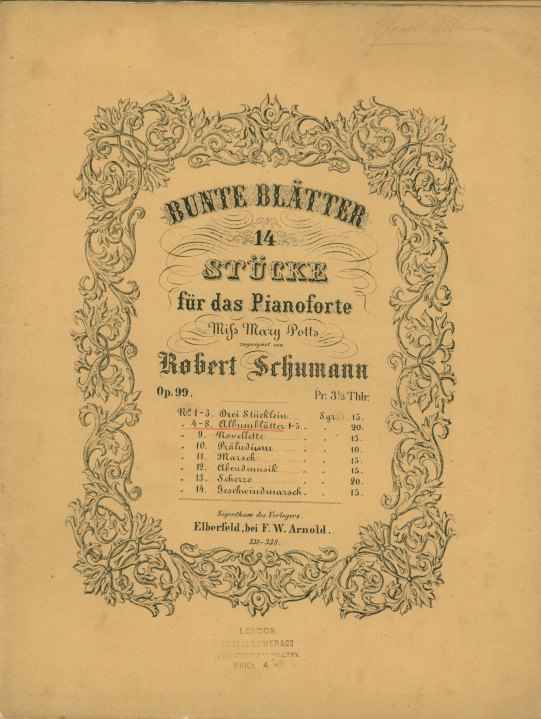 BUNTE BLÄTTER
14
STÜCKE
für das Pianoforte
Miſs Mary Potts
zugeeignet von
Robert Schumann
Op. 99. Pr. 3⅓ Thlr.
No. 1-3. Drei Stücklein Sgr. 15.
" 4-8. Albumblätter 1-5. " 20.
" 9. Novellette " 15.
" 10. Präludium " 10.
" 11. Marsch " 15.
" 12. Abendmusik " 15.
" 13. Scherzo " 20.
" 14. Geschwindmarsch. " 15.
Eigenthum des Verlegers.
Elberfeld, bei F. W. Arnold.
331-338.
LONDON.
NOVELLO, EWER & Co
POULTRY.
PRICE 4